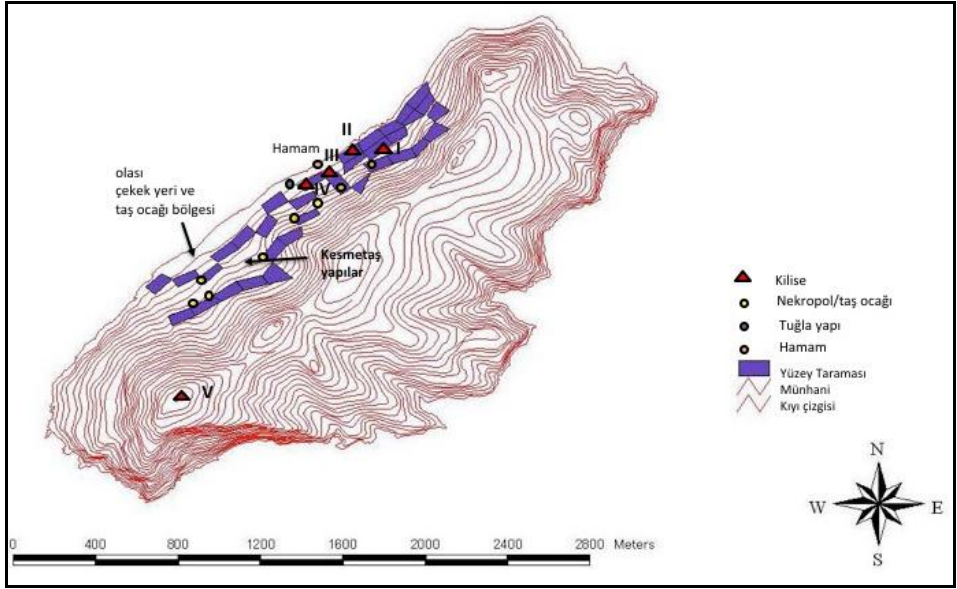 II
Hamam
I
III
IV
olası
çekek yeri ve
taş ocağı bölgesi
Kesmetaş
yapılar
V
Kilise
Nekropol/taş ocağı
Tuğla yapı
Hamam
Yüzey Taraması
Münhani
Kıyı çizgisi
N
W
E
S
0 400 800 1200 1600 2000 2400 2800 Meters